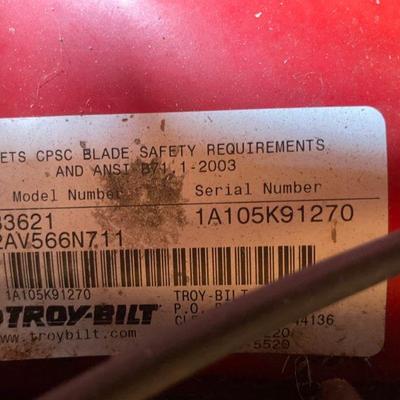 ETS CPSC BLADE SAFETY REQUIREMENTS
AND ANSI B71.1-2003
Model Number Serial Number
33621 1A105K91270
2AV566N711
1A105K91270 TROY-BILT
TROY-BILT P.O.
www.troybilt.com 44136
220
5520